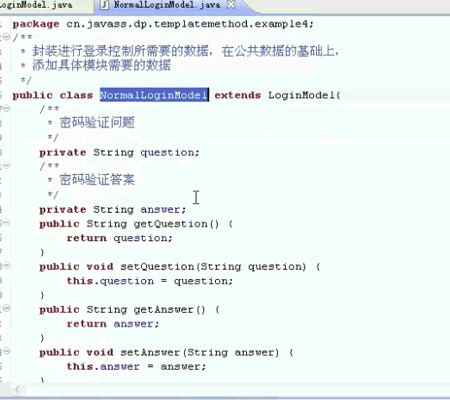 LoginModel.java
NormalLoginModel.java
package cn.javass.dp.templatemethod.example4;
/**
 * 封装进行登录控制所需要的数据，在公共数据的基础上，
 * 添加具体模块需要的数据
 */
public class NormalLoginModel extends LoginModel{
    /**
     * 密码验证问题
     */
    private String question;
    /**
     * 密码验证答案
     */
    private String answer;
    public String getQuestion() {
        return question;
    }
    public void setQuestion(String question) {
        this.question = question;
    }
    public String getAnswer() {
        return answer;
    }
    public void setAnswer(String answer) {
        this.answer = answer;
    }